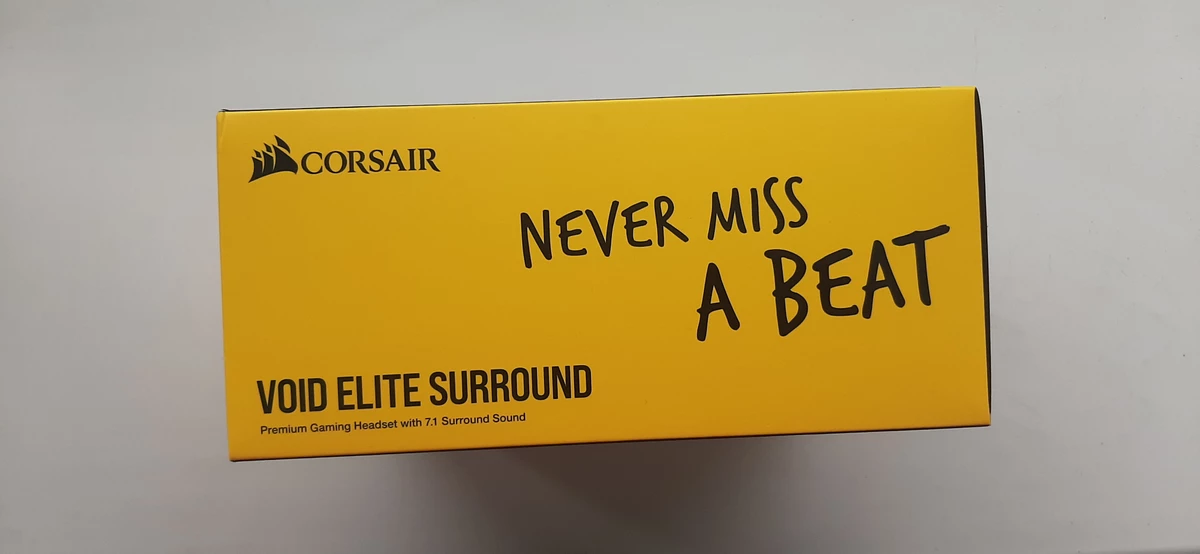 CORSAIR
NEVER MISS
A BEAT
VOID ELITE SURROUND
Premium Gaming Headset with 7.1 Surround Sound